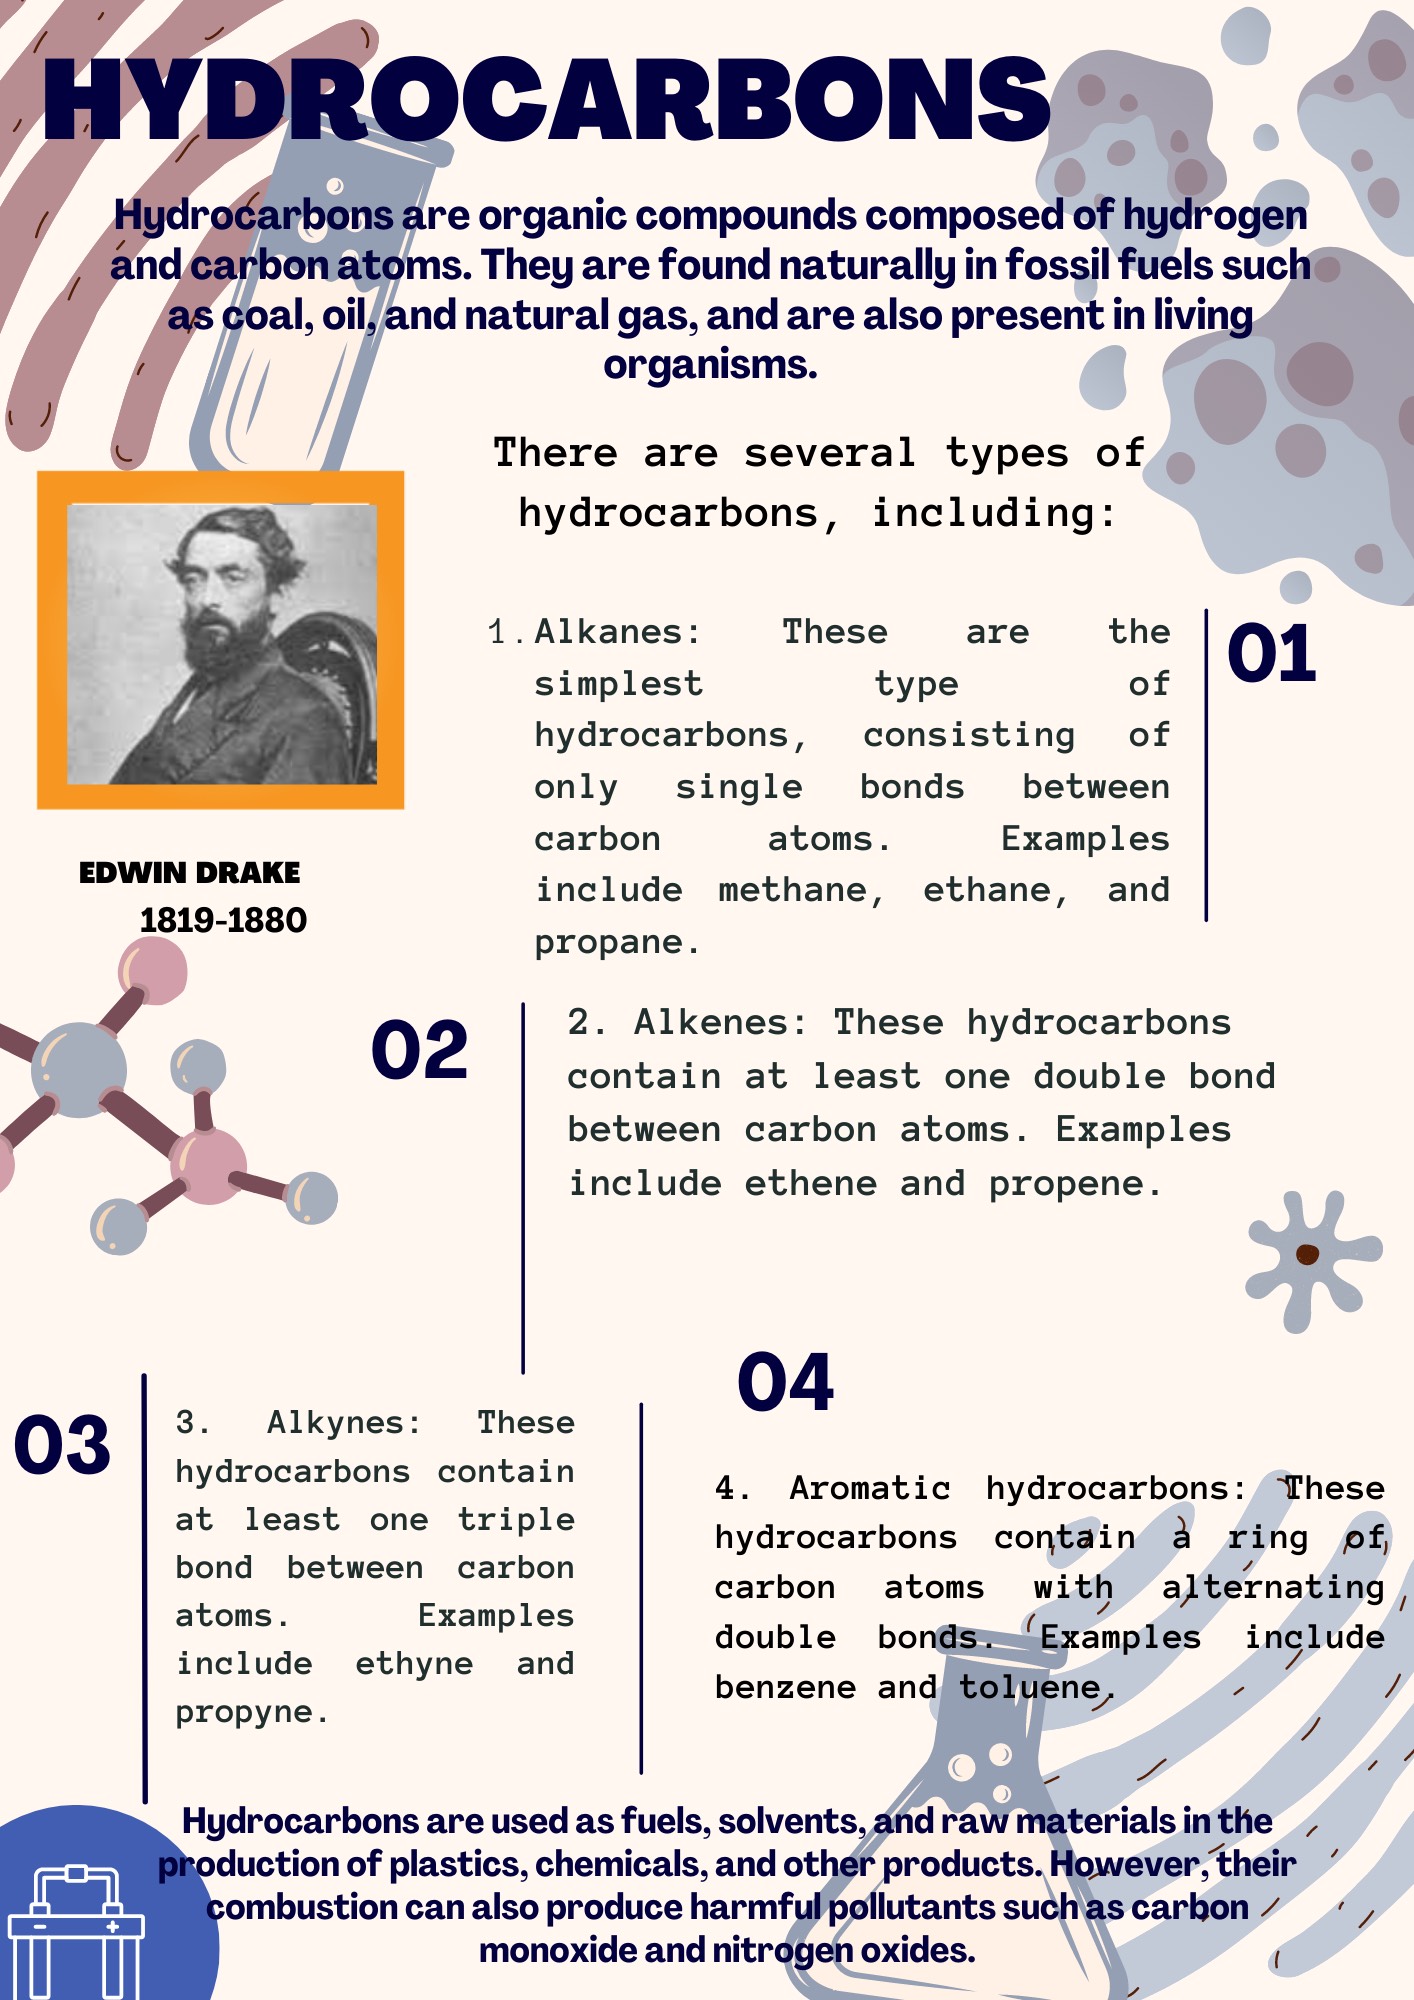 HYDROCARBONS
Hydrocarbons are organic compounds composed of hydrogen
and carbon atoms. They are found naturally in fossil fuels such
as coal, oil, and natural gas, and are also present in living
organisms.
There are several types of
hydrocarbons, including:
1. Alkanes: These are the
simplest type of
hydrocarbons, consisting of
only single bonds between
carbon atoms. Examples
include methane, ethane, and
propane.
01
EDWIN DRAKE
1819-1880
02
2. Alkenes: These hydrocarbons
contain at least one double bond
between carbon atoms. Examples
include ethene and propene.
03
3. Alkynes: These
hydrocarbons contain
at least one triple
bond between carbon
atoms. Examples
include ethyne and
propyne.
04
4. Aromatic hydrocarbons: These
hydrocarbons contain a ring of
carbon atoms with alternating
double bonds. Examples include
benzene and toluene.
Hydrocarbons are used as fuels, solvents, and raw materials in the
production of plastics, chemicals, and other products. However, their
combustion can also produce harmful pollutants such as carbon
monoxide and nitrogen oxides.